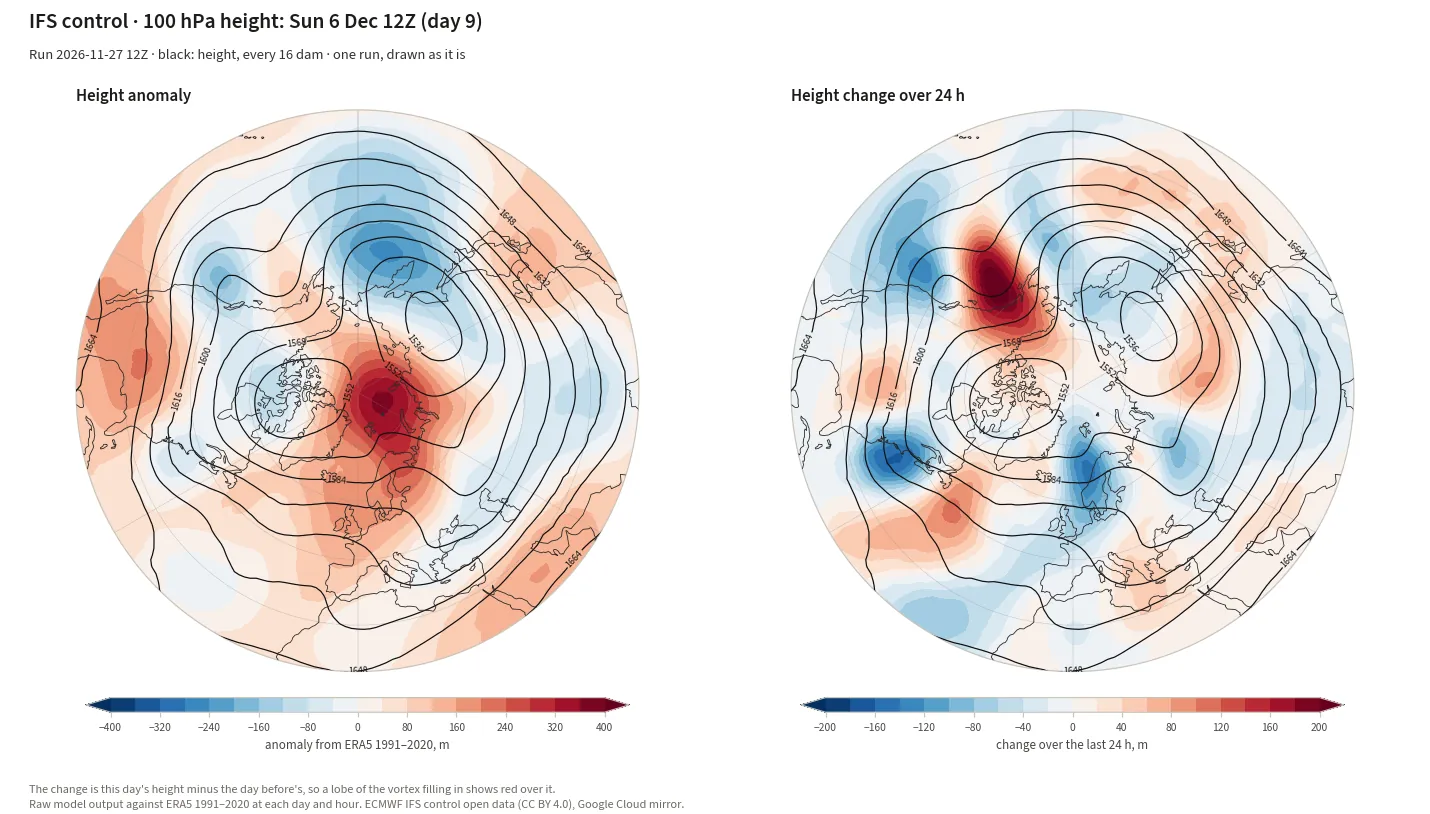 IFS control · 100 hPa height: Sun 6 Dec 12Z (day 9)
Run 2026-11-27 12Z · black: height, every 16 dam · one run, drawn as it is
Height anomaly
Height change over 24 h
1648
1664
1632
1664
1600
1568
1536
1552
1552
1616
1584
1664
1648
1648
1664
1632
1664
1600
1568
1536
1552
1552
1616
1584
1664
1648
−400 −320 −240 −160 −80 0 80 160 240 320 400
anomaly from ERA5 1991–2020, m
−200 −160 −120 −80 −40 0 40 80 120 160 200
change over the last 24 h, m
The change is this day's height minus the day before's, so a lobe of the vortex filling in shows red over it.
Raw model output against ERA5 1991–2020 at each day and hour. ECMWF IFS control open data (CC BY 4.0), Google Cloud mirror.